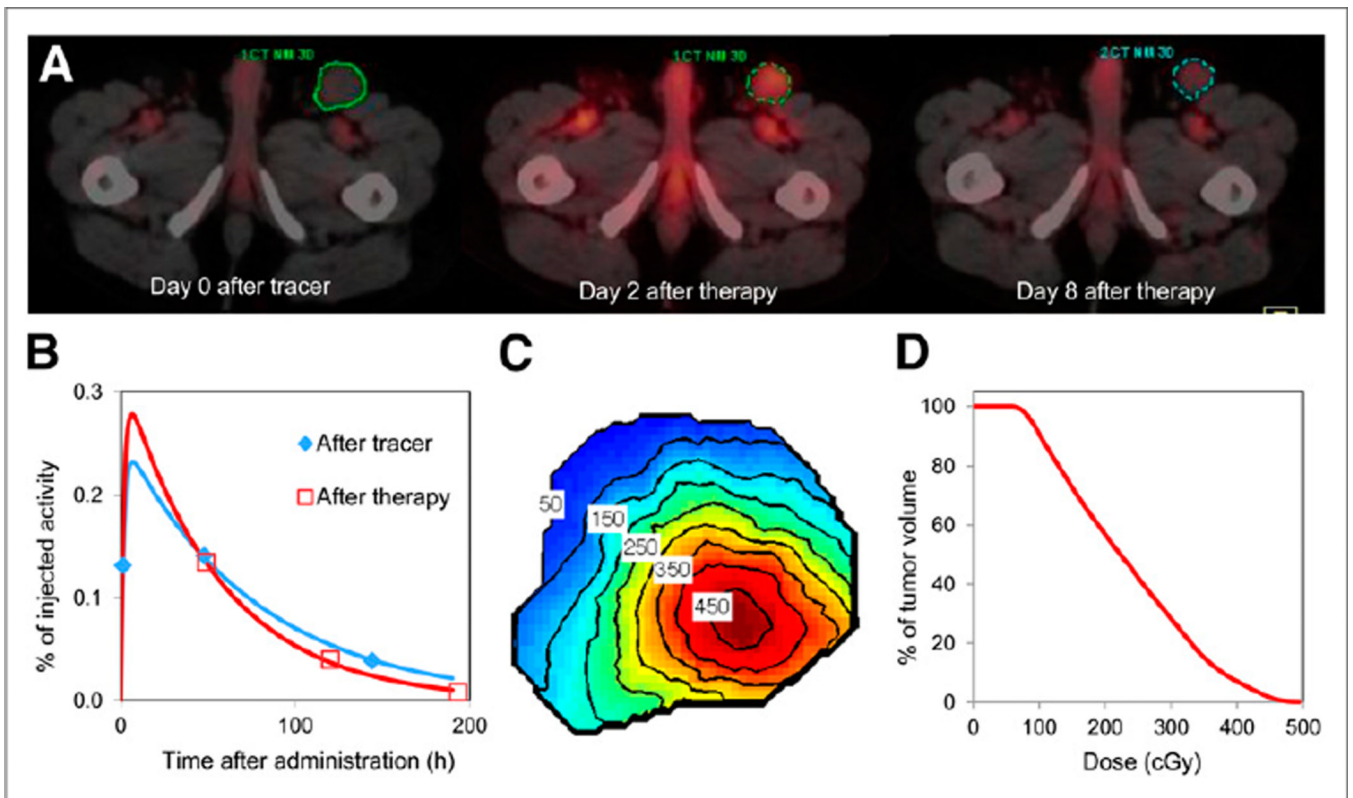 A
1CT NM 30
1CT NM 30
2CT NM 30
Day 0 after tracer
Day 2 after therapy
Day 8 after therapy
B
C
D
0.3
0.2
0.1
0.0
0
100
200
% of injected activity
Time after administration (h)
After tracer
After therapy
50
150
250
350
450
100
80
60
40
20
0
0
100
200
300
400
500
% of tumor volume
Dose (cGy)